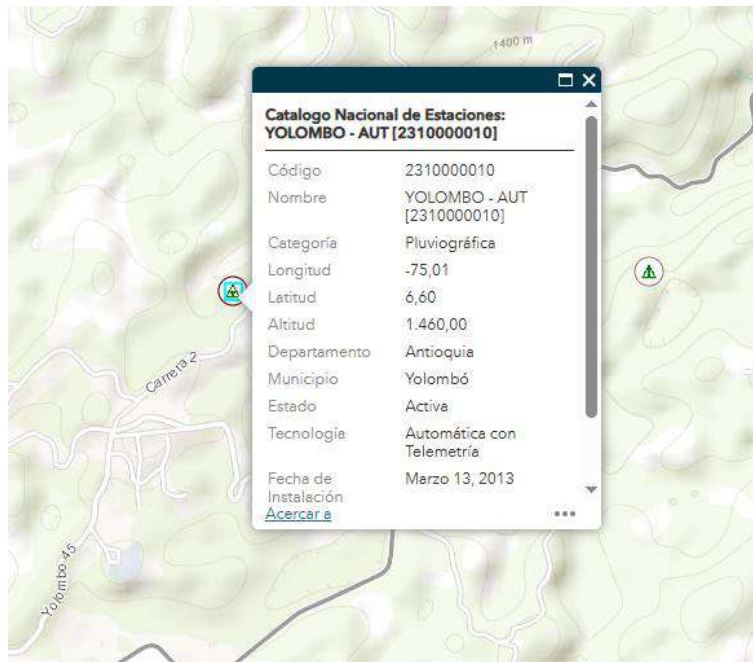 1400 m
Catalogo Nacional de Estaciones:
YOLOMBO - AUT [2310000010]
Código 2310000010
Nombre YOLOMBO - AUT
[2310000010]
Categoría Pluviográfica
Longitud -75,01
Latitud 6,60
Altitud 1.460,00
Departamento Antioquia
Municipio Yolombó
Estado Activa
Tecnología Automática con
Telemetría
Fecha de Marzo 13, 2013
Instalación
Acercar a
Carreta 2
Yolombo 45